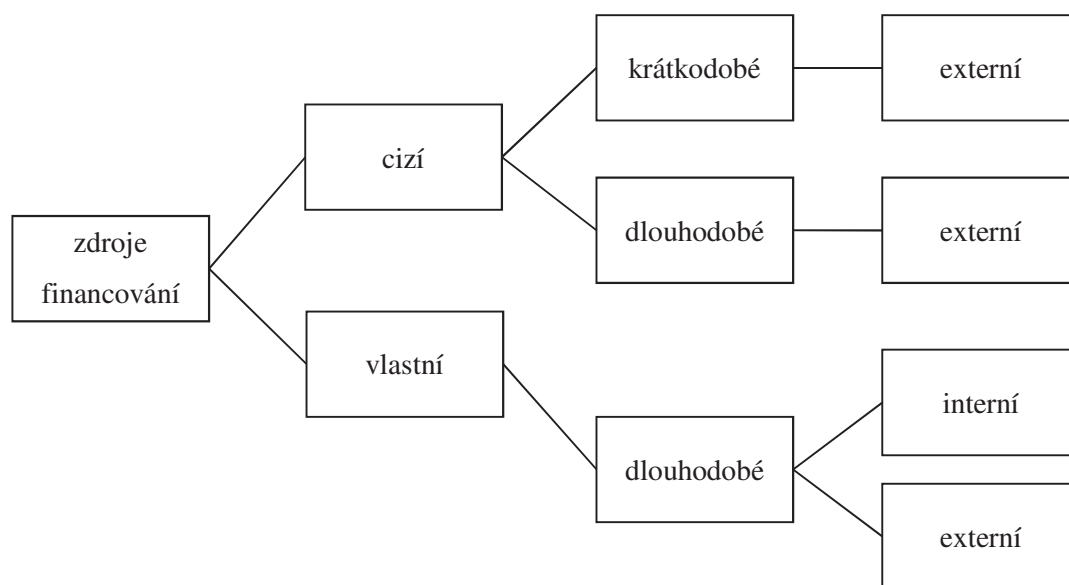 krátkodobé
externí
cizí
dlouhodobé
externí
zdroje
financování
vlastní
interní
dlouhodobé
externí